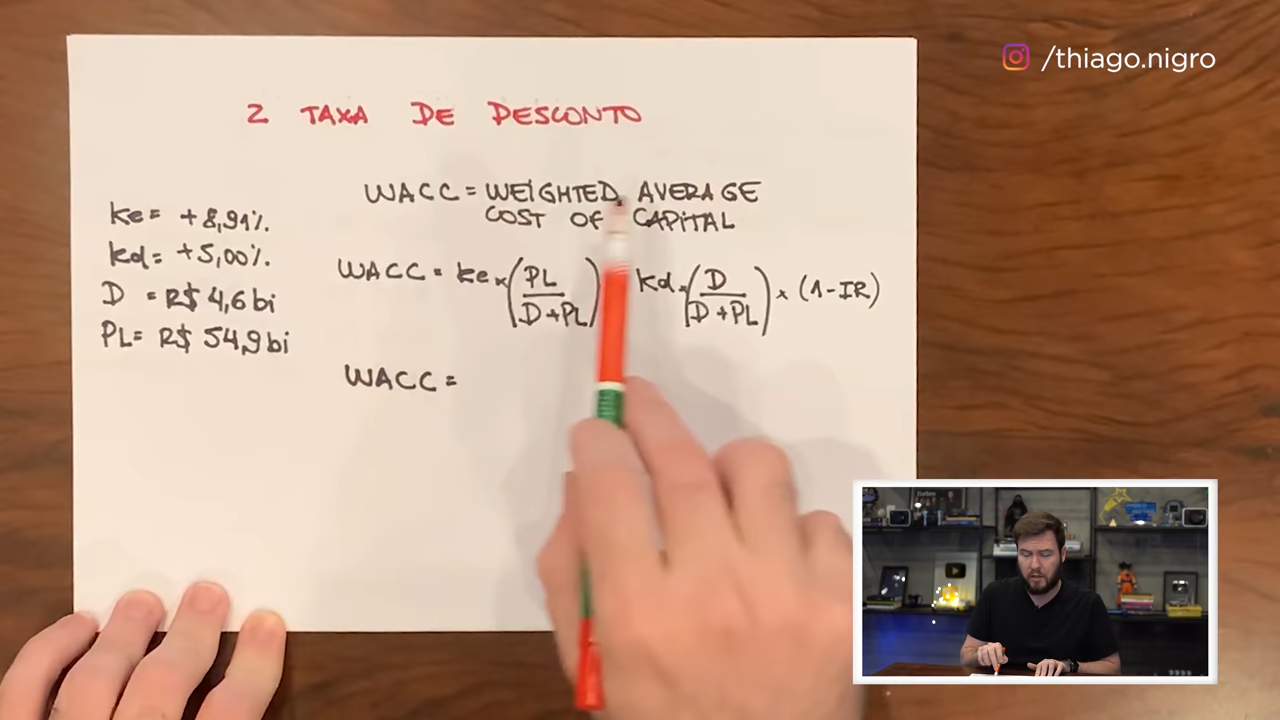 /thiago.nigro
2 TAXA DE DESCONTO
WACC = WEIGHTED AVERAGE
COST OF CAPITAL
Ke = +8,91%.
Kd = +5,00%.
D = R$ 4,6 bi
PL = R$ 54,9 bi
WACC = Ke x (PL / D + PL) Kd x (D / D + PL) x (1-IR)
WACC =